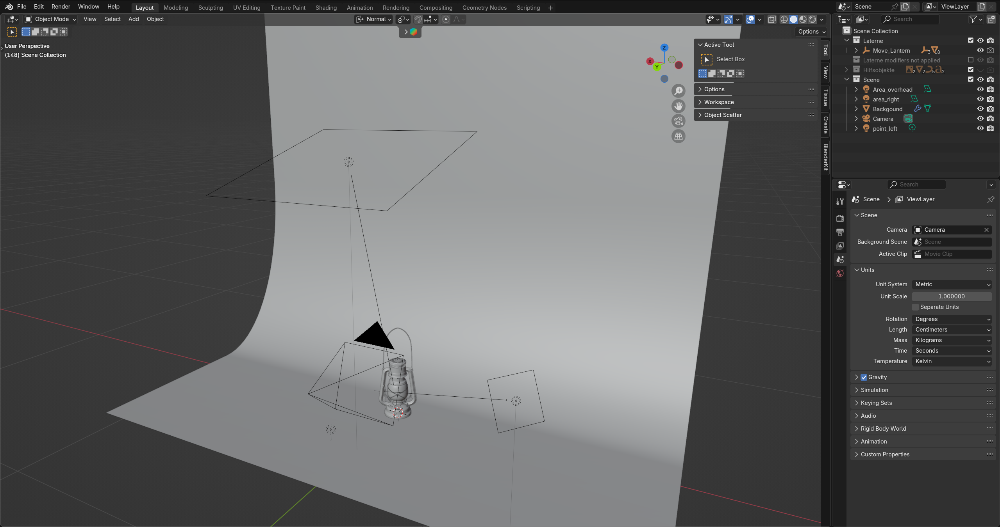 File Edit Render Window Help Layout Modeling Sculpting UV Editing Texture Paint Shading Animation Rendering Compositing Geometry Nodes Scripting + Scene ViewLayer
Object Mode View Select Add Object Normal Search
Options
User Perspective
(148) Scene Collection
Z
X
Y
Active Tool
Select Box
Options
Workspace
Object Scatter
Tool
View
Tissue
Create
BlenderKit
Scene Collection
Laterne
Move_Lantern 3 18
Laterne modifiers not applied
Hilfsobjekte 2 2 5 2
Scene
Area_overhead
area_right
Backgound
Camera
point_left
Search
Scene > ViewLayer
Scene
Camera Camera
Background Scene Scene
Active Clip Movie Clip
Units
Unit System Metric
Unit Scale 1.000000
Separate Units
Rotation Degrees
Length Centimeters
Mass Kilograms
Time Seconds
Temperature Kelvin
Gravity
Simulation
Keying Sets
Audio
Rigid Body World
Animation
Custom Properties